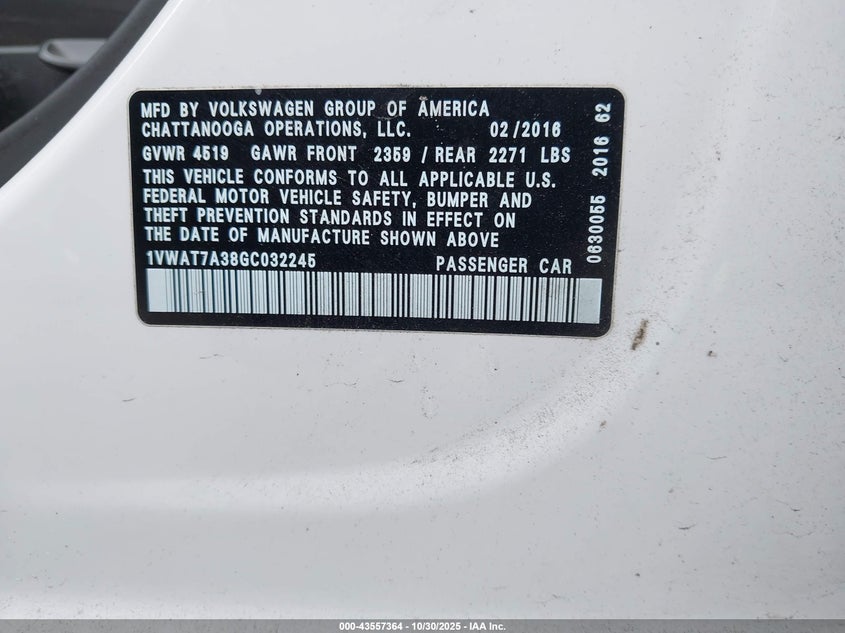 MFD BY VOLKSWAGEN GROUP OF AMERICA
CHATTANOOGA OPERATIONS, LLC. 02/2016
GVWR 4519 GAWR FRONT 2359 / REAR 2271 LBS
THIS VEHICLE CONFORMS TO ALL APPLICABLE U.S.
FEDERAL MOTOR VEHICLE SAFETY, BUMPER AND
THEFT PREVENTION STANDARDS IN EFFECT ON
THE DATE OF MANUFACTURE SHOWN ABOVE
1VWAT7A38GC032245 PASSENGER CAR
0630055 2016 62
000-43557364 | 10/30/2025 - IAA Inc.